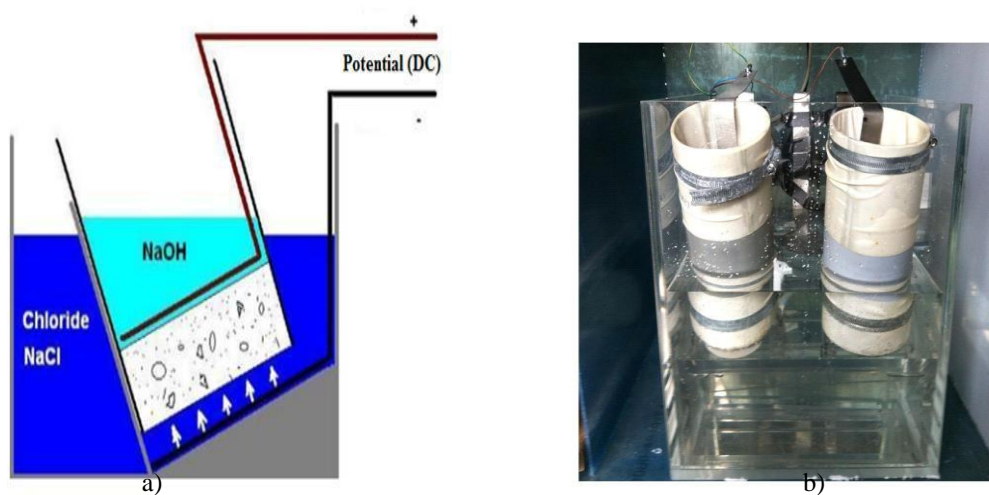 +
Potential (DC)
-
NaOH
Chloride
NaCl
a)
b)